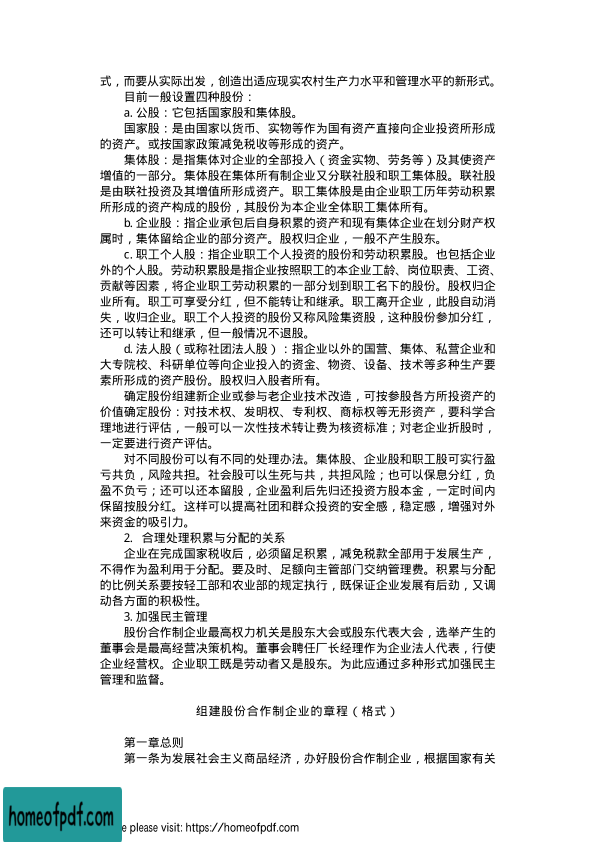 式，而要从实际出发，创造出适应现实农村生产力水平和管理水平的新形式。
目前一般设置四种股份：
a. 公股：它包括国家股和集体股。
国家股：是由国家以货币、实物等作为国有资产直接向企业投资所形成
的资产。或按国家政策减免税收等形成的资产。
集体股：是指集体对企业的全部投入（资金实物、劳务等）及其使资产
增值的一部分。集体股在集体所有制企业又分联社股和职工集体股。联社股
是由联社投资及其增值所形成资产。职工集体股是由企业职工历年劳动积累
所形成的资产构成的股份，其股份为本企业全体职工集体所有。
b. 企业股：指企业承包后自身积累的资产和现有集体企业在划分财产权
属时，集体留给企业的部分资产。股权归企业，一般不产生股东。
c. 职工个人股：指企业职工个人投资的股份和劳动积累股。也包括企业
外的个人股。劳动积累股是指企业按照职工的本企业工龄、岗位职责、工资、
贡献等因素，将企业职工劳动积累的一部分划到职工名下的股份。股权归企
业所有。职工可享受分红，但不能转让和继承。职工离开企业，此股自动消
失，收归企业。职工个人投资的股份又称风险集资股，这种股份参加分红，
还可以转让和继承，但一般情况不退股。
d. 法人股（或称社团法人股）：指企业以外的国营、集体、私营企业和
大专院校、科研单位等向企业投入的资金、物资、设备、技术等多种生产要
素所形成的资产股份。股权归入股者所有。
确定股份组建新企业或参与老企业技术改造，可按参股各方所投资产的
价值确定股份：对技术权、发明权、专利权、商标权等无形资产，要科学合
理地进行评估，一般可以一次性技术转让费为核资标准；对老企业折股时，
一定要进行资产评估。
对不同股份可以有不同的处理办法。集体股、企业股和职工股可实行盈
亏共负，风险共担。社会股可以生死与共，共担风险；也可以保息分红，负
盈不负亏；还可以还本留股，企业盈利后先归还投资方股本金，一定时间内
保留按股分红。这样可以提高社团和群众投资的安全感，稳定感，增强对外
来资金的吸引力。
2. 合理处理积累与分配的关系
企业在完成国家税收后，必须留足积累，减免税款全部用于发展生产，
不得作为盈利用于分配。要及时、足额向主管部门交纳管理费。积累与分配
的比例关系要按轻工部和农业部的规定执行，既保证企业发展有后劲，又调
动各方面的积极性。
3. 加强民主管理
股份合作制企业最高权力机关是股东大会或股东代表大会，选举产生的
董事会是最高经营决策机构。董事会聘任厂长经理作为企业法人代表，行使
企业经营权。企业职工既是劳动者又是股东。为此应通过多种形式加强民主
管理和监督。
组建股份合作制企业的章程（格式）
第一章总则
第一条为发展社会主义商品经济，办好股份合作制企业，根据国家有关
homeofpdf.com
e please visit: https://homeofpdf.com